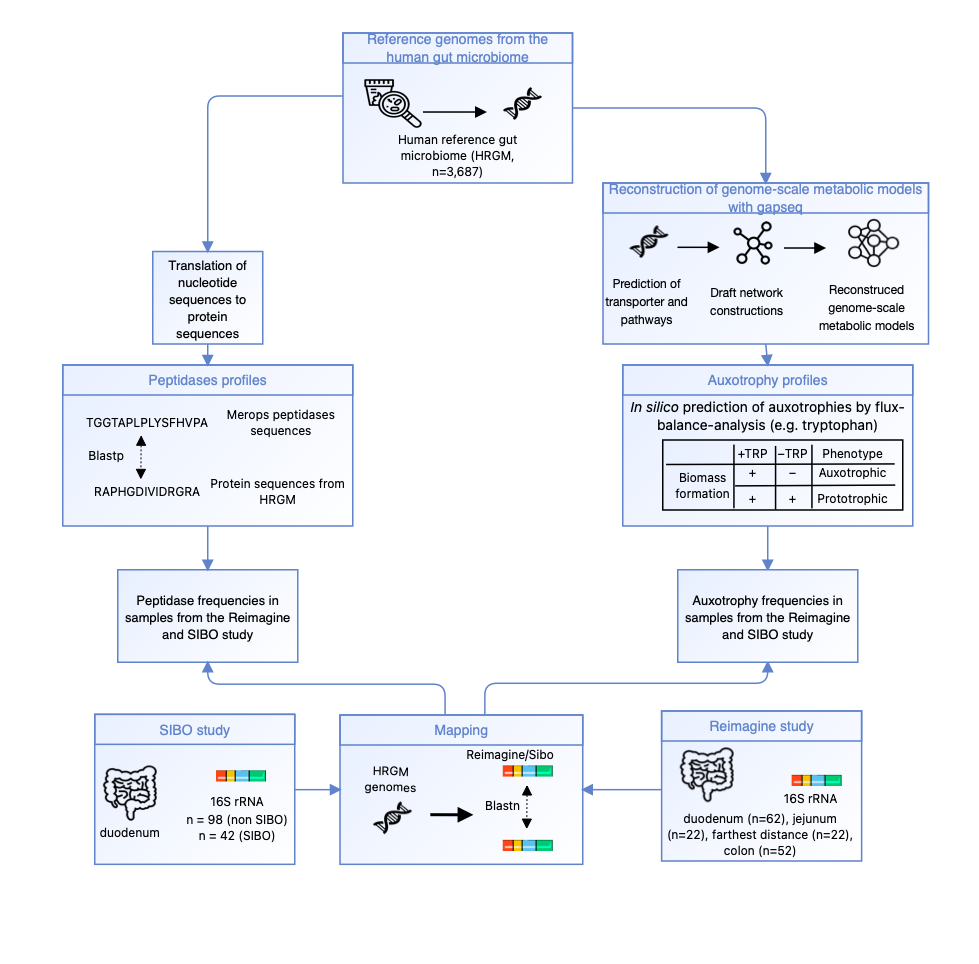 Reference genomes from the
human gut microbiome
Human reference gut
microbiome (HRGM,
n=3,687)
Reconstruction of genome-scale metabolic models
with gapseq
Prediction of
transporter and
pathways
Draft network
constructions
Reconstruced
genome-scale
metabolic models
Translation of
nucleotide
sequences to
protein
sequences
Peptidases profiles
TGGTAPLPLYSFHVPA
Merops peptidases
sequences
Blastp
RAPHGDIVIDRGRA
Protein sequences from
HRGM
Auxotrophy profiles
In silico prediction of auxotrophies by flux-
balance-analysis (e.g. tryptophan)
+TRP −TRP Phenotype
Biomass
formation
+ − Auxotrophic
+ + Prototrophic
Peptidase frequencies in
samples from the Reimagine
and SIBO study
Auxotrophy frequencies in
samples from the Reimagine
and SIBO study
SIBO study
duodenum
16S rRNA
n = 98 (non SIBO)
n = 42 (SIBO)
Mapping
HRGM
genomes
Reimagine/Sibo
Blastn
Reimagine study
16S rRNA
duodenum (n=62), jejunum
(n=22), farthest distance (n=22),
colon (n=52)